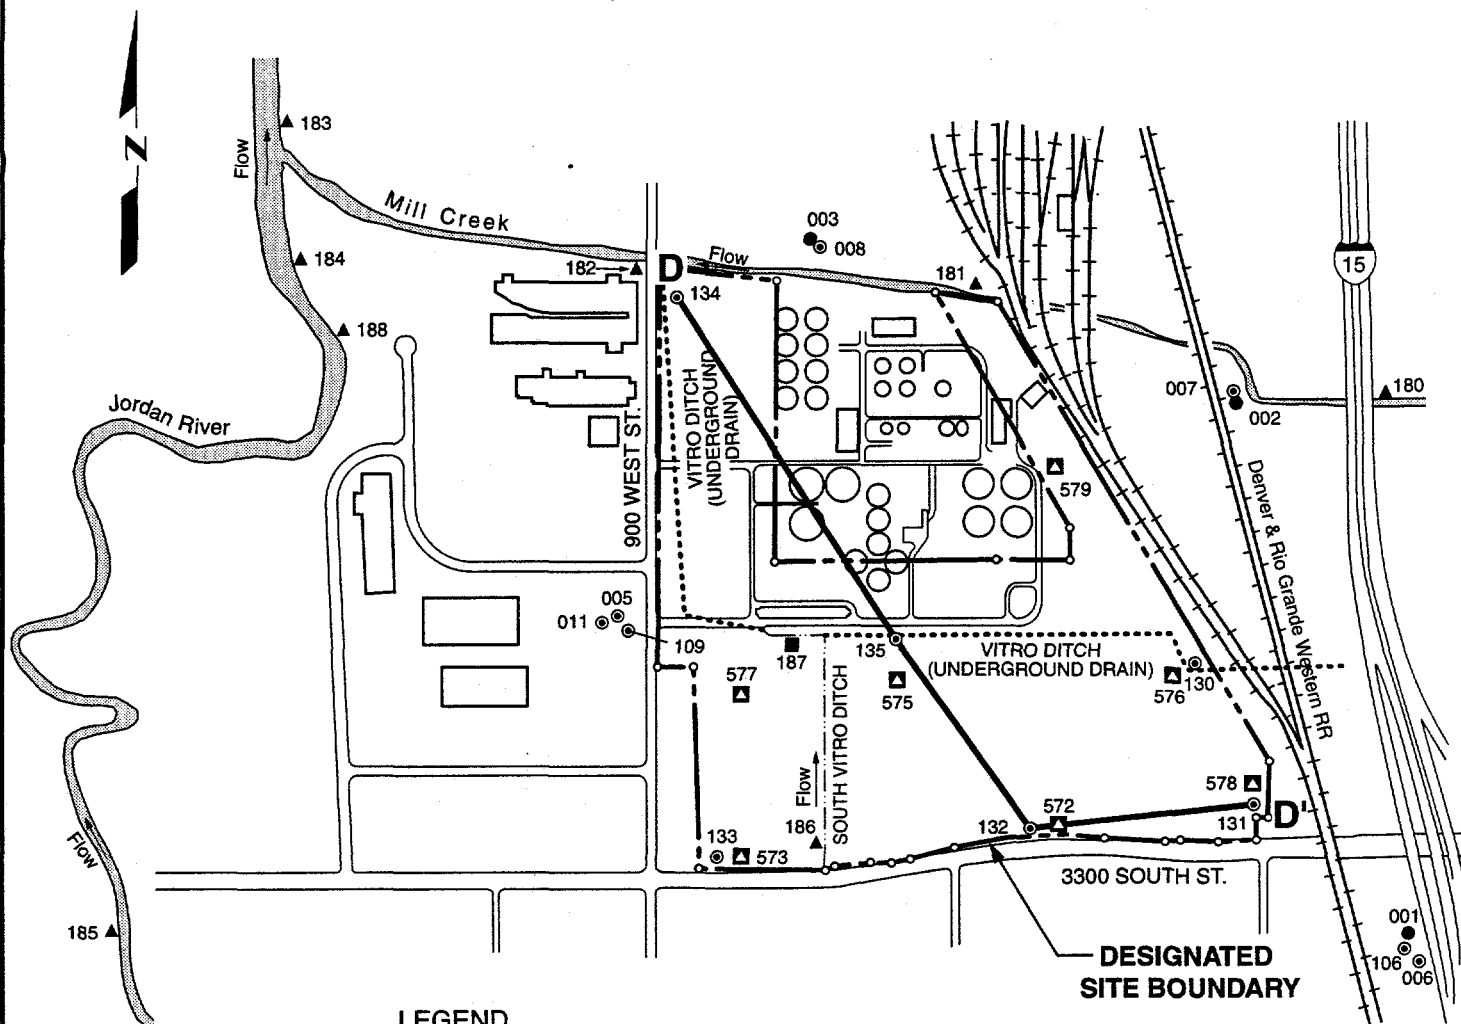 183
N
Flow
Mill Creek
003
008
184
182
D
Flow
181
15
134
188
007
002
180
Jordan River
900 WEST ST.
VITRO DITCH
(UNDERGROUND
DRAIN)
579
Denver & Rio Grande Western RR
005
011
109
187
135
VITRO DITCH
(UNDERGROUND DRAIN)
577
575
576
130
SOUTH VITRO DITCH
Flow
578
572
132
131
D'
186
133
573
Flow
3300 SOUTH ST.
185
001
106
006
DESIGNATED
SITE BOUNDARY
LEGEND